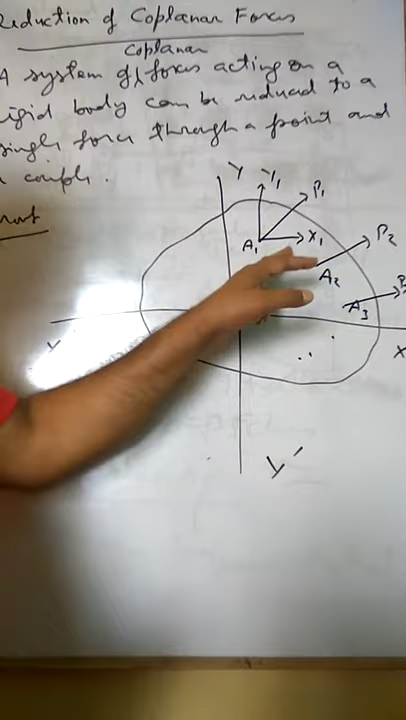 Reduction of Coplanar Forces
coplanar
A system of forces acting on a
rigid body can be reduced to a
single force through a point and
a couple.
Y Y₁ P₁
A₁ X₁ P₂
A₂
A₃
X
Y′